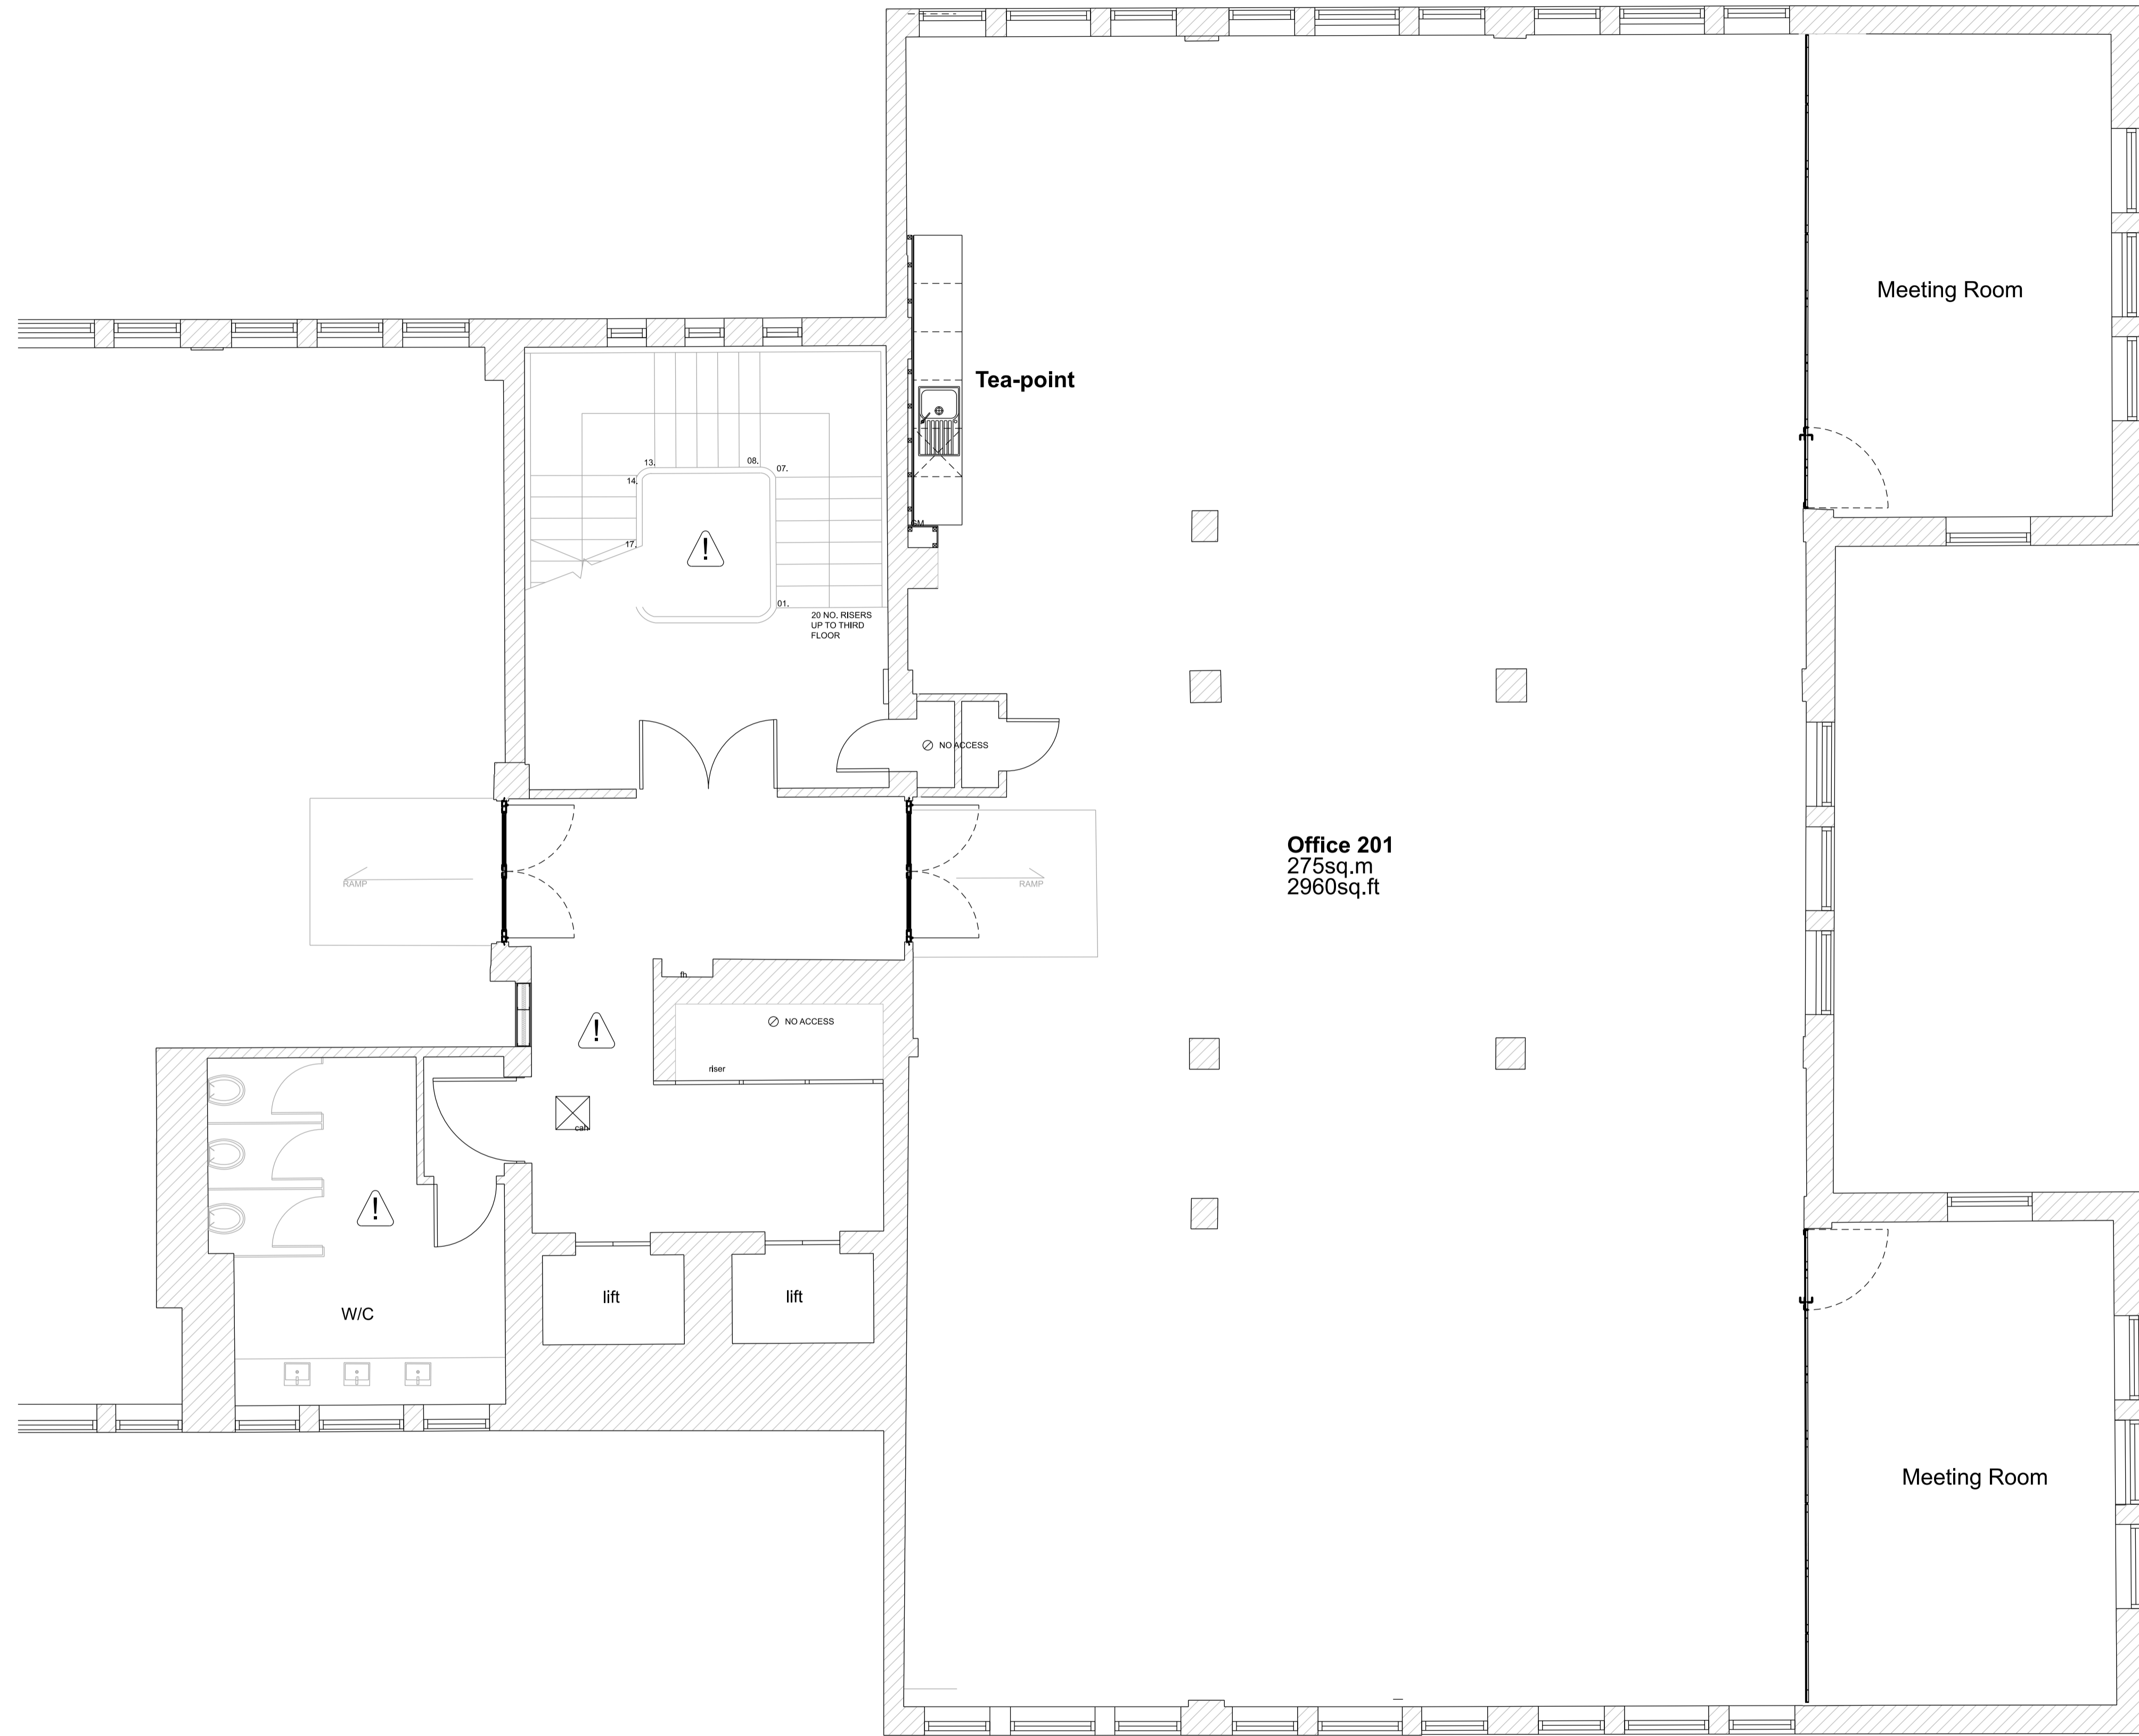 Meeting Room
Tea-point
13.
08.
07.
14.
17.
01.
20 NO. RISERS
UP TO THIRD
FLOOR
NO ACCESS
Office 201
275sq.m
2960sq.ft
RAMP
RAMP
fh
NO ACCESS
riser
cah
lift
lift
W/C
Meeting Room